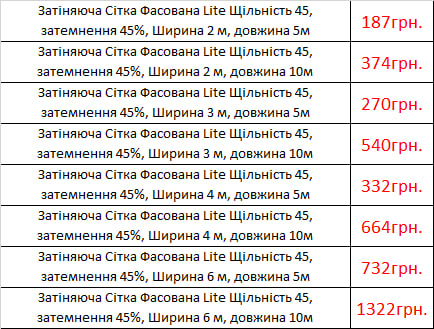 Затіняюча Сітка Фасована Lite Щільність 45,
затемнення 45%, Ширина 2 м, довжина 5м
187грн.
Затіняюча Сітка Фасована Lite Щільність 45,
затемнення 45%, Ширина 2 м, довжина 10м
374грн.
Затіняюча Сітка Фасована Lite Щільність 45,
затемнення 45%, Ширина 3 м, довжина 5м
270грн.
Затіняюча Сітка Фасована Lite Щільність 45,
затемнення 45%, Ширина 3 м, довжина 10м
540грн.
Затіняюча Сітка Фасована Lite Щільність 45,
затемнення 45%, Ширина 4 м, довжина 5м
332грн.
Затіняюча Сітка Фасована Lite Щільність 45,
затемнення 45%, Ширина 4 м, довжина 10м
664грн.
Затіняюча Сітка Фасована Lite Щільність 45,
затемнення 45%, Ширина 6 м, довжина 5м
732грн.
Затіняюча Сітка Фасована Lite Щільність 45,
затемнення 45%, Ширина 6 м, довжина 10м
1322грн.